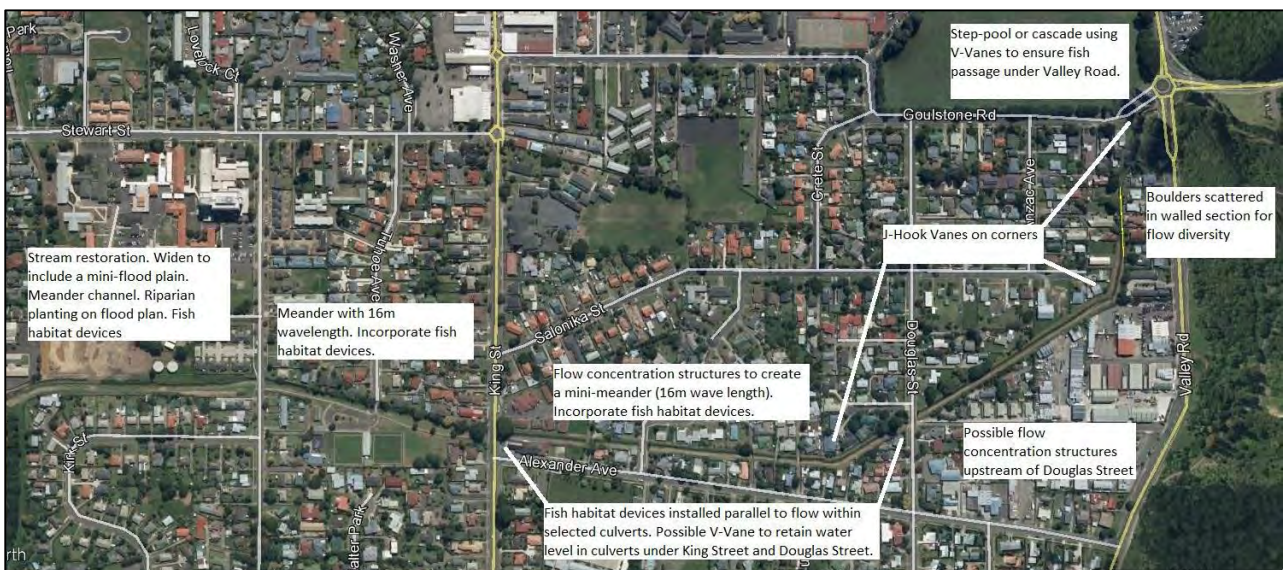 Park
Lovelock Ct
Washer Ave
Step-pool or cascade using
V-Vanes to ensure fish
passage under Valley Road.
Stewart St
Goulstone Rd
Crete St
Anzac Ave
Boulders scattered
in walled section for
flow diversity
J-Hook Vanes on corners
Stream restoration. Widen to
include a mini-flood plain.
Meander channel. Riparian
planting on flood plan. Fish
habitat devices
Tuhoe Ave
Meander with 16m
wavelength. Incorporate fish
habitat devices.
King St
Salonika St
Douglas St
Valley Rd
Flow concentration structures to create
a mini-meander (16m wave length).
Incorporate fish habitat devices.
Kirk St
Possible flow
concentration structures
upstream of Douglas Street
Alexander Ave
Fish habitat devices installed parallel to flow within
selected culverts. Possible V-Vane to retain water
level in culverts under King Street and Douglas Street.
alter Park
rth